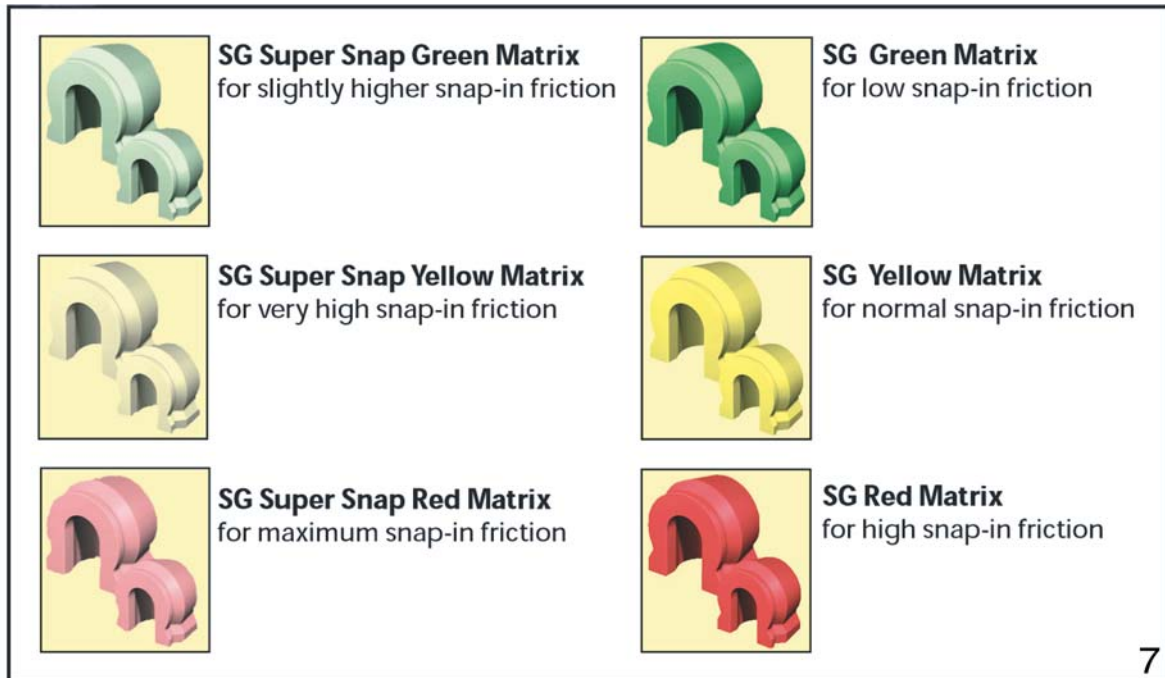 SG Super Snap Green Matrix
for slightly higher snap-in friction
SG Green Matrix
for low snap-in friction
SG Super Snap Yellow Matrix
for very high snap-in friction
SG Yellow Matrix
for normal snap-in friction
SG Super Snap Red Matrix
for maximum snap-in friction
SG Red Matrix
for high snap-in friction
7